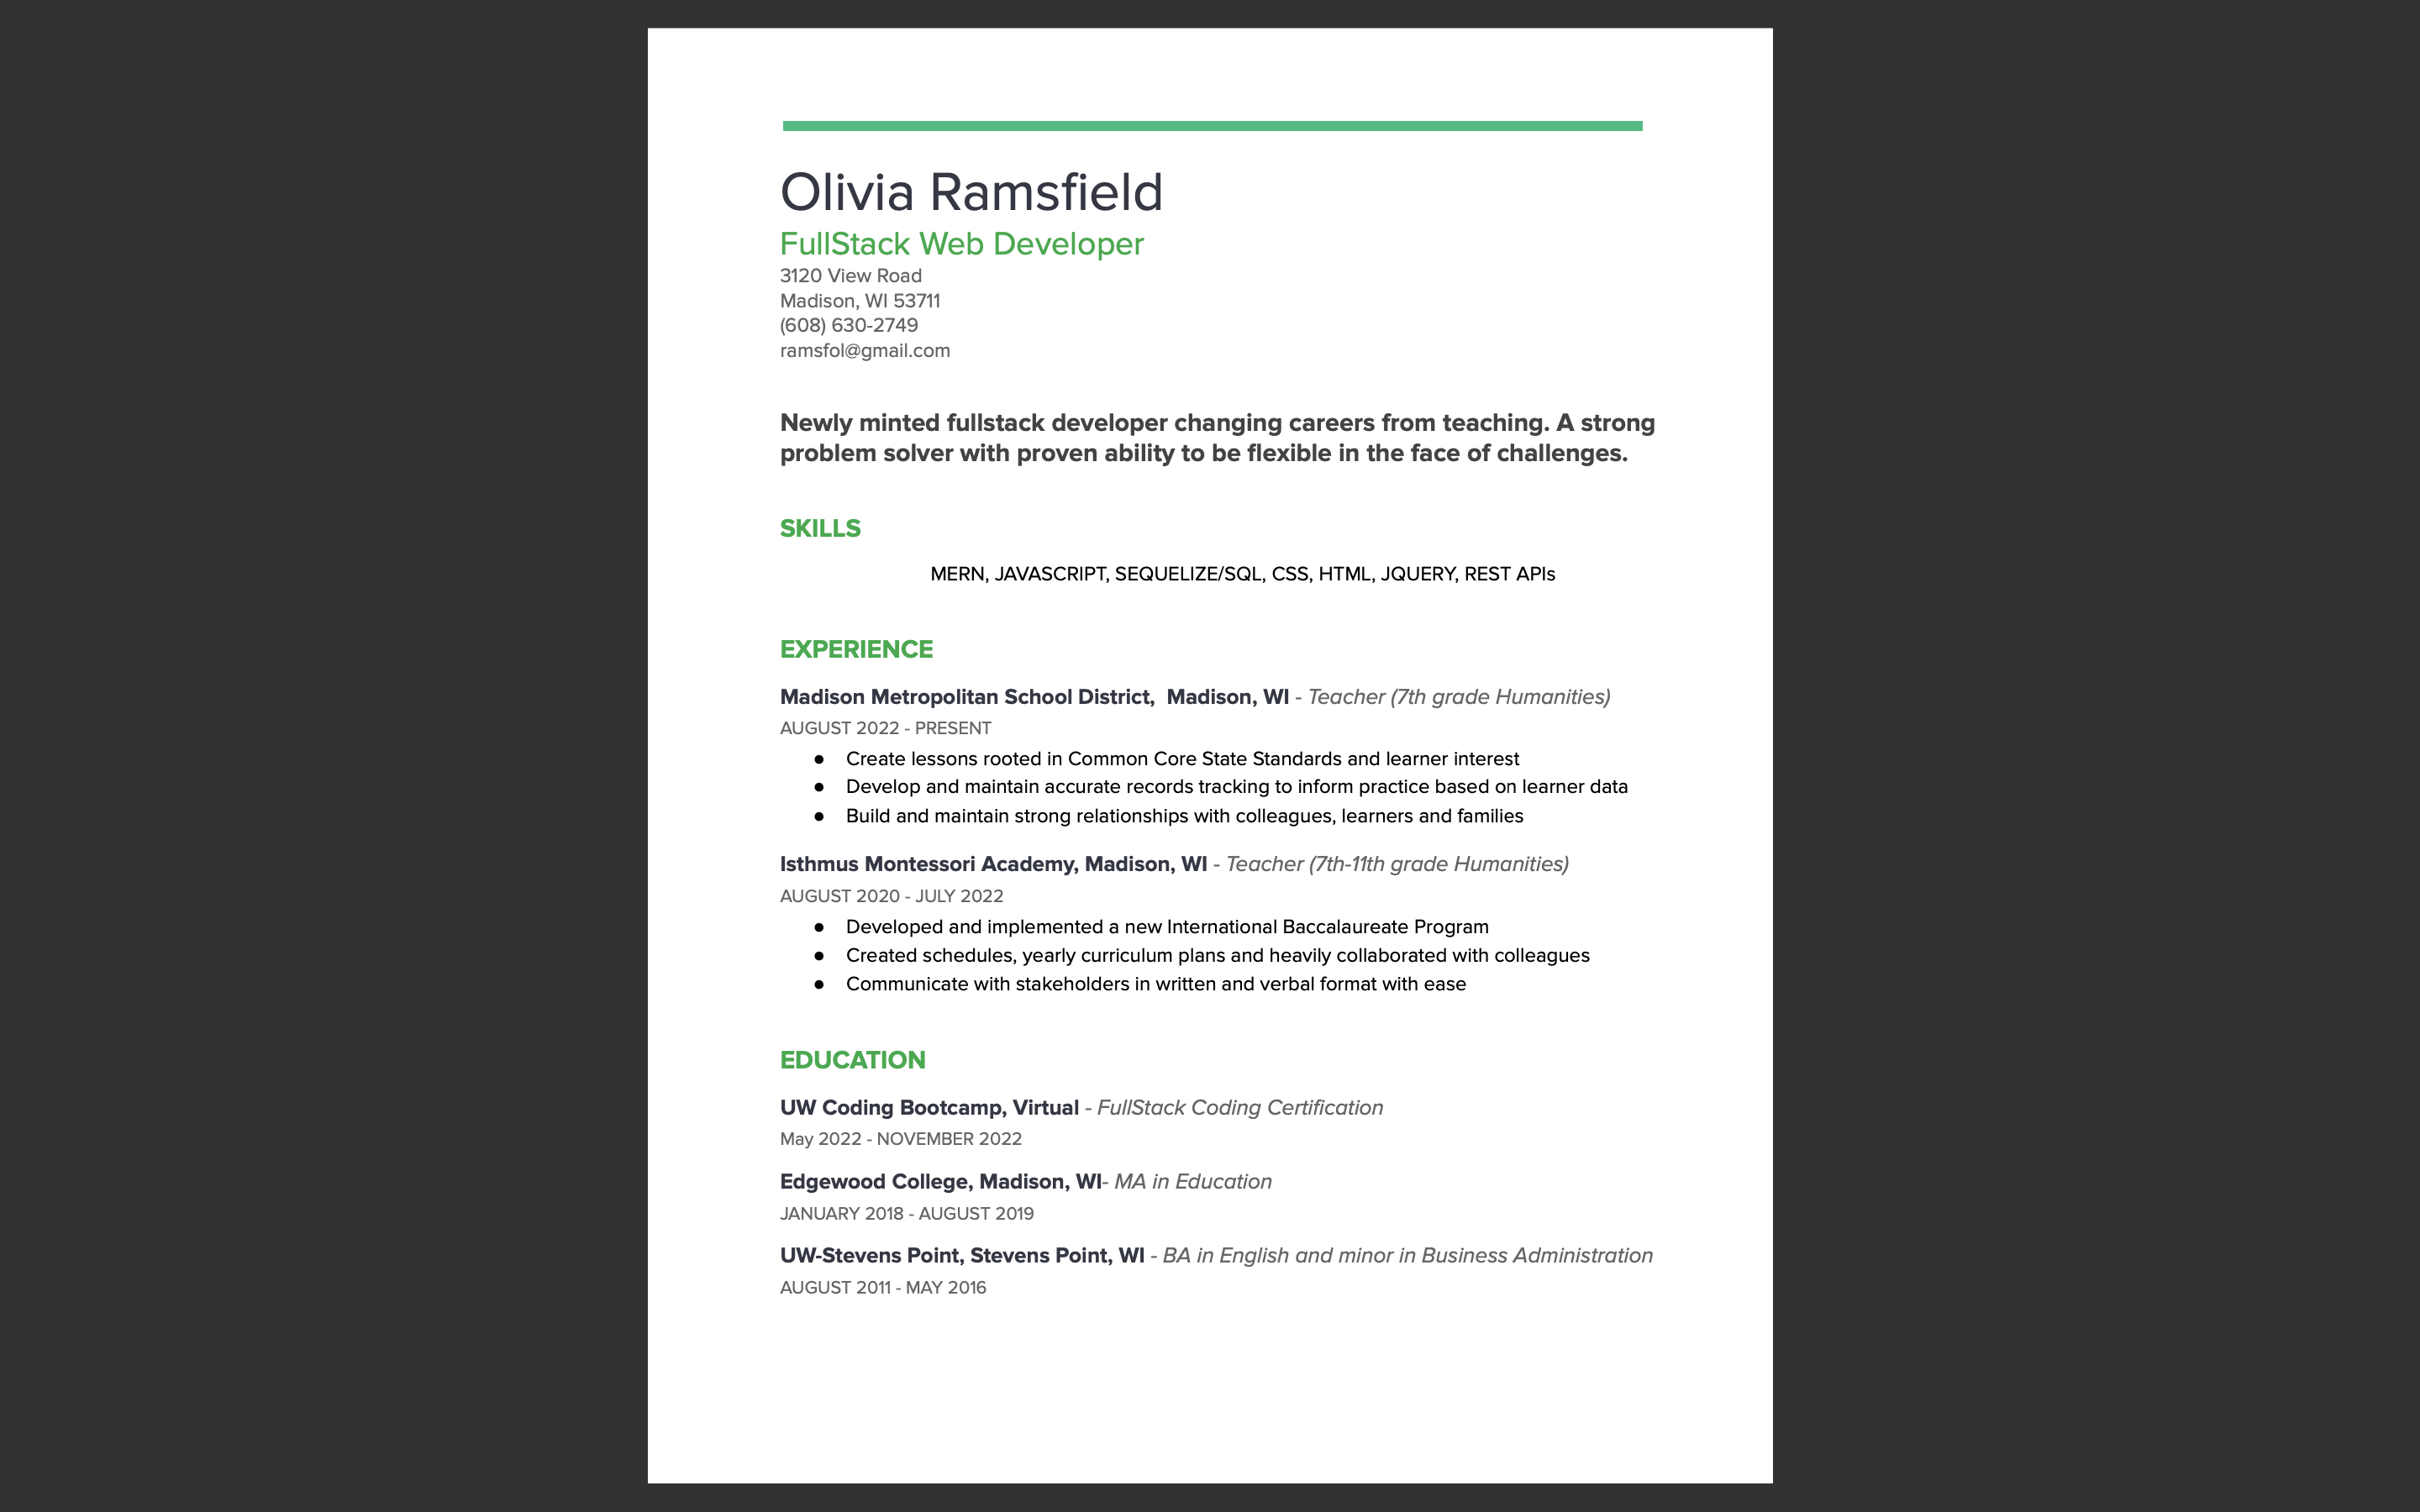 Olivia Ramsfield
FullStack Web Developer
3120 View Road
Madison, WI 53711
(608) 630-2749
ramsfol@gmail.com
Newly minted fullstack developer changing careers from teaching. A strong
problem solver with proven ability to be flexible in the face of challenges.
SKILLS
MERN, JAVASCRIPT, SEQUELIZE/SQL, CSS, HTML, JQUERY, REST APIs
EXPERIENCE
Madison Metropolitan School District,  Madison, WI - Teacher (7th grade Humanities)
AUGUST 2022 - PRESENT
● Create lessons rooted in Common Core State Standards and learner interest
● Develop and maintain accurate records tracking to inform practice based on learner data
● Build and maintain strong relationships with colleagues, learners and families
Isthmus Montessori Academy, Madison, WI - Teacher (7th-11th grade Humanities)
AUGUST 2020 - JULY 2022
● Developed and implemented a new International Baccalaureate Program
● Created schedules, yearly curriculum plans and heavily collaborated with colleagues
● Communicate with stakeholders in written and verbal format with ease
EDUCATION
UW Coding Bootcamp, Virtual - FullStack Coding Certification
May 2022 - NOVEMBER 2022
Edgewood College, Madison, WI- MA in Education
JANUARY 2018 - AUGUST 2019
UW-Stevens Point, Stevens Point, WI - BA in English and minor in Business Administration
AUGUST 2011 - MAY 2016